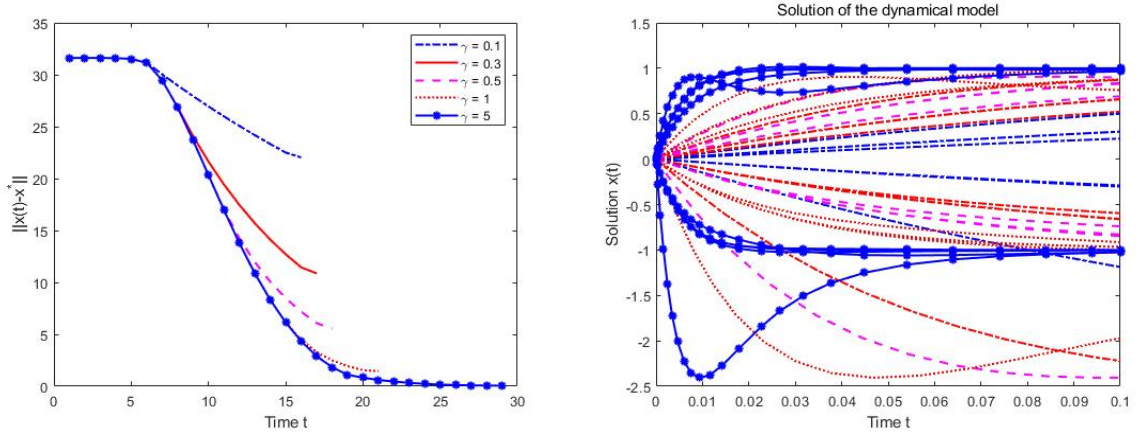 35
30
25
20
15
10
5
0
||x(t)-x*||
0 5 10 15 20 25 30
Time t
γ = 0.1
γ = 0.3
γ = 0.5
γ = 1
γ = 5
Solution of the dynamical model
1.5
1
0.5
0
-0.5
-1
-1.5
-2
-2.5
Solution x(t)
0 0.01 0.02 0.03 0.04 0.05 0.06 0.07 0.08 0.09 0.1
Time t